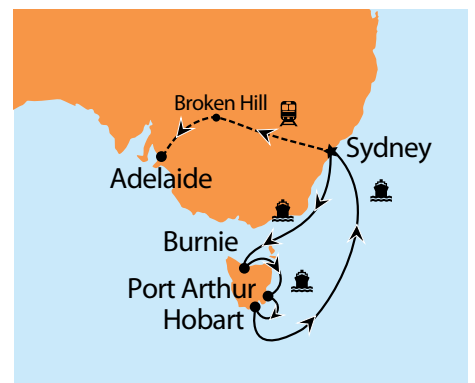 Broken Hill
Sydney
Adelaide
Burnie
Port Arthur
Hobart